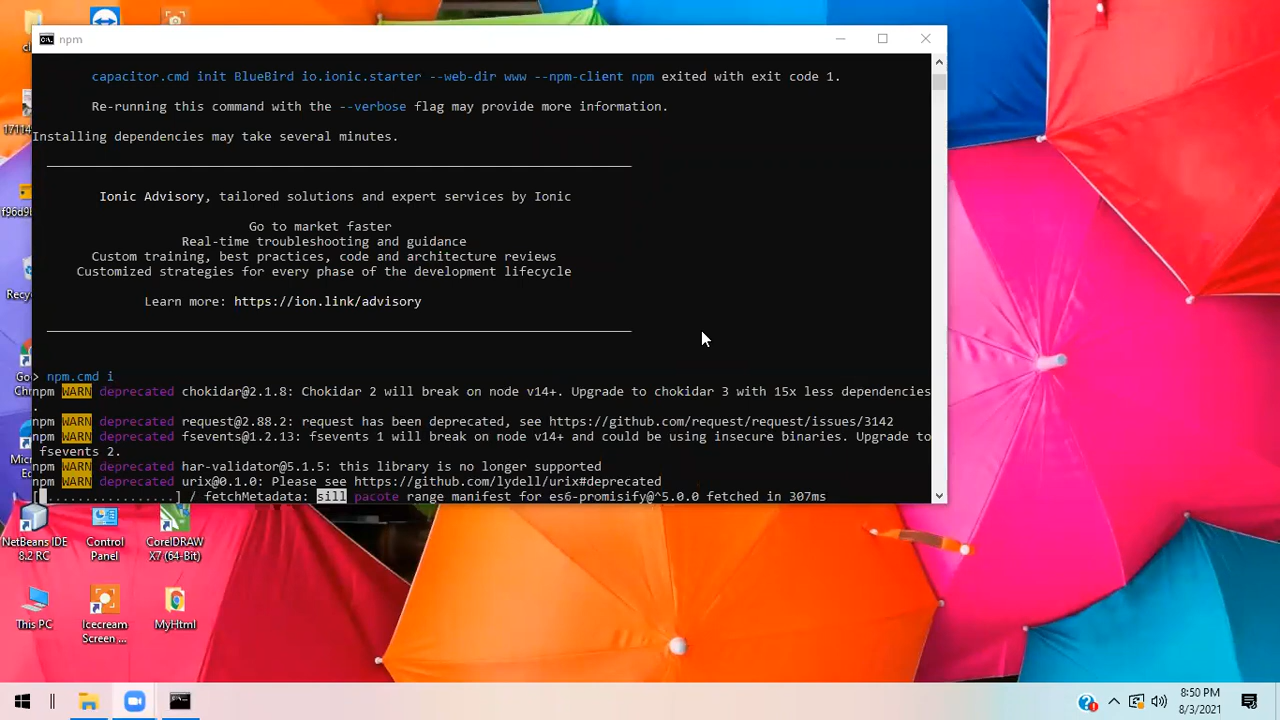 npm
capacitor.cmd init BlueBird io.ionic.starter --web-dir www --npm-client npm exited with exit code 1.
Re-running this command with the --verbose flag may provide more information.
Installing dependencies may take several minutes.
Ionic Advisory, tailored solutions and expert services by Ionic
Go to market faster
Real-time troubleshooting and guidance
Custom training, best practices, code and architecture reviews
Customized strategies for every phase of the development lifecycle
Learn more: https://ion.link/advisory
> npm.cmd i
npm WARN deprecated chokidar@2.1.8: Chokidar 2 will break on node v14+. Upgrade to chokidar 3 with 15x less dependencies
.
npm WARN deprecated request@2.88.2: request has been deprecated, see https://github.com/request/request/issues/3142
npm WARN deprecated fsevents@1.2.13: fsevents 1 will break on node v14+ and could be using insecure binaries. Upgrade to
fsevents 2.
npm WARN deprecated har-validator@5.1.5: this library is no longer supported
npm WARN deprecated urix@0.1.0: Please see https://github.com/lydell/urix#deprecated
[.................] / fetchMetadata: sill pacote range manifest for es6-promisify@^5.0.0 fetched in 307ms
NetBeans IDE
8.2 RC
Control
Panel
CorelDRAW
X7 (64-Bit)
This PC
Icecream
Screen ...
MyHtml
8:50 PM
8/3/2021